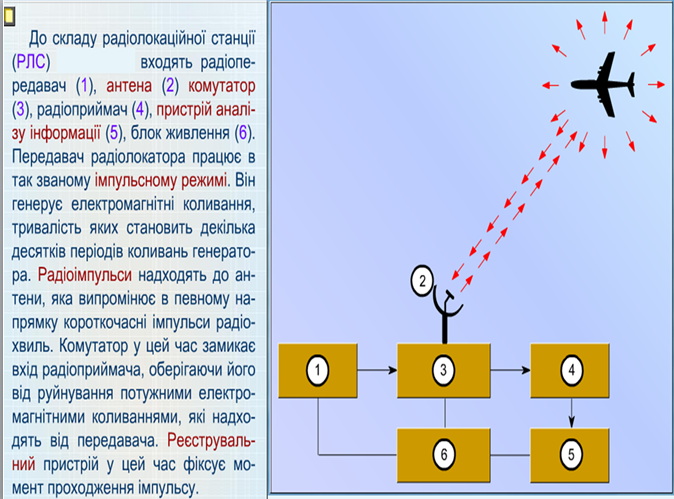 До складу радіолокаційної станції
(РЛС) входять радіопе-
редавач (1), антена (2) комутатор
(3), радіоприймач (4), пристрій аналі-
зу інформації (5), блок живлення (6).
Передавач радіолокатора працює в
так званому імпульсному режимі. Він
генерує електромагнітні коливання,
тривалість яких становить декілька
десятків періодів коливань генерато-
ра. Радіоімпульси надходять до ан-
тени, яка випромінює в певному на-
прямку короткочасні імпульси радіо-
хвиль. Комутатор у цей час замикає
вхід радіоприймача, оберігаючи його
від руйнування потужними електро-
магнітними коливаннями, які надхо-
дять від передавача. Реєструваль-
ний пристрій у цей час фіксує мо-
мент проходження імпульсу.
2
1
3
4
6
5